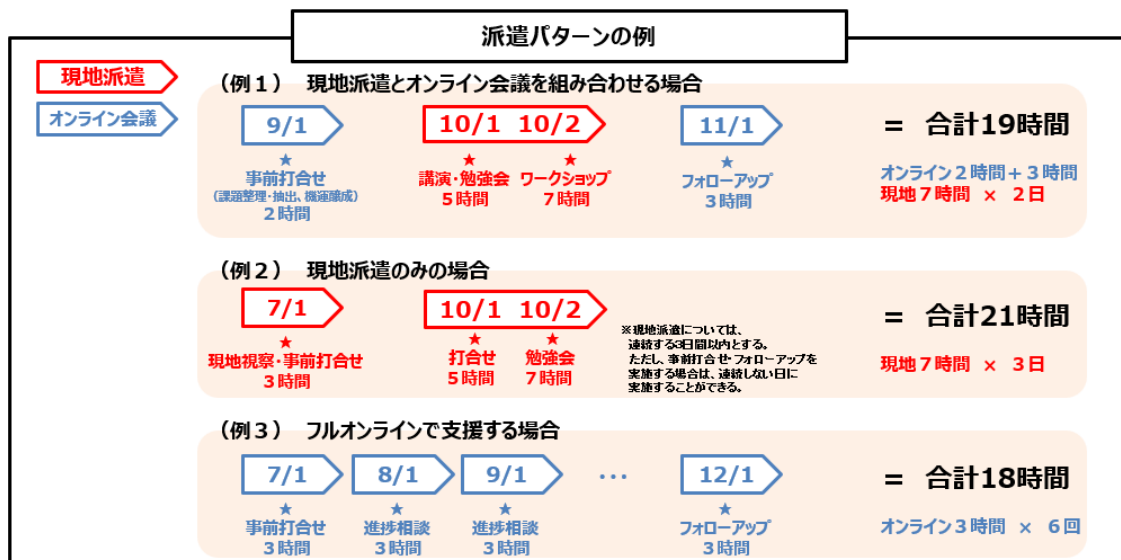 派遣パターンの例
現地派遣
オンライン会議
（例１）　現地派遣とオンライン会議を組み合わせる場合
9/1
10/1 10/2
11/1
＝ 合計19時間
★
事前打合せ
（課題整理・抽出、機運醸成）
２時間
★
講演・勉強会
５時間
★
ワークショップ
７時間
★
フォローアップ
３時間
オンライン２時間＋３時間
現地７時間 × ２日
（例２）　現地派遣のみの場合
7/1
10/1 10/2
＝ 合計21時間
★
現地視察・事前打合せ
３時間
★
打合せ
５時間
★
勉強会
７時間
※現地派遣については、
連続する3日間以内とする。
ただし、事前打合せ・フォローアップを
実施する場合は、連続しない日に
実施することができる。
現地７時間 × ３日
（例３）　フルオンラインで支援する場合
7/1
8/1
9/1
…
12/1
＝ 合計18時間
★
事前打合せ
３時間
★
進捗相談
３時間
★
進捗相談
３時間
★
フォローアップ
３時間
オンライン３時間 × ６回